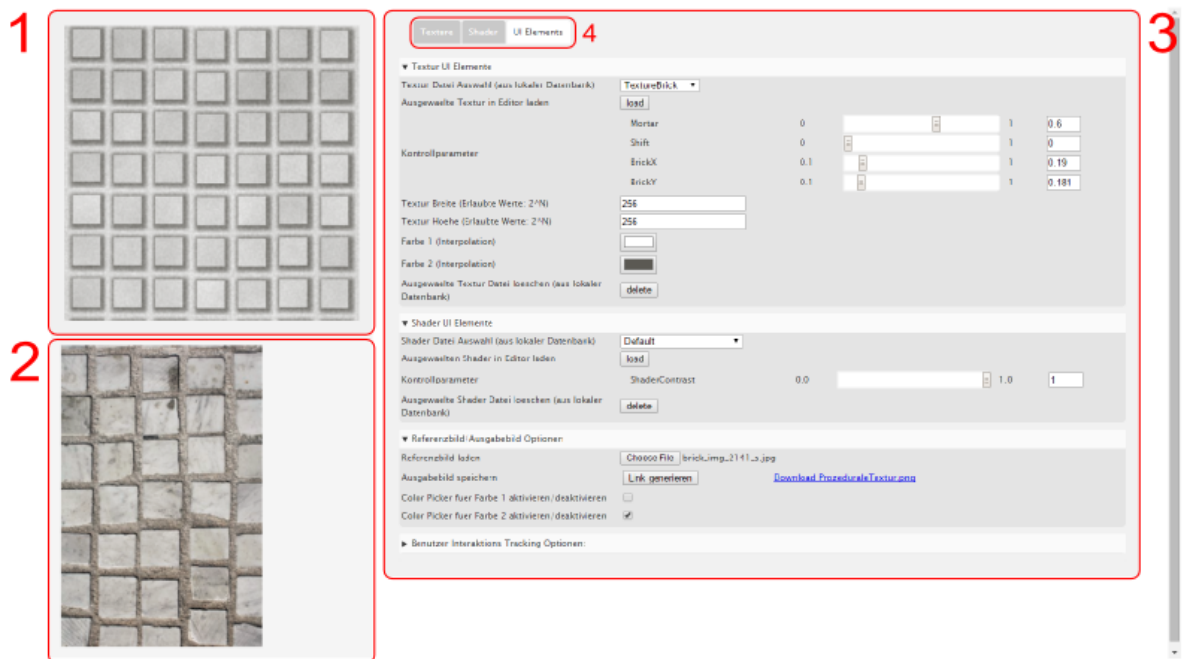 1
2
3
4
Textere Shader UI Elements
▼ Textur UI Elemente
Textur Datei Auswahl (aus lokaler Datenbank) TextureBrick
Ausgewaelte Textur in Editor laden load
Kontrollparameter
Mortar 0 1 0.6
Shift 0 1 0
BrickX 0.1 1 0.19
BrickY 0.1 1 0.181
Textur Breite (Erlaubte Werte: 2^N) 256
Textur Hoehe (Erlaubte Werte: 2^N) 256
Farbe 1 (Interpolation)
Farbe 2 (Interpolation)
Ausgewaelte Textur Datei loeschen (aus lokaler
Datenbank) delete
▼ Shader UI Elemente
Shader Datei Auswahl (aus lokaler Datenbank) Default
Ausgewaelten Shader in Editor laden load
Kontrollparameter ShaderContrast 0.0 1.0 1
Ausgewaelte Shader Datei loeschen (aus lokaler
Datenbank) delete
▼ Referenzbild/Ausgabebild Optionen
Referenzbild laden Choose File brick_img_2141_s.jpg
Ausgabebild speichern Link generieren Download ProzeduraleTextur.png
Color Picker fuer Farbe 1 aktivieren/deaktivieren
Color Picker fuer Farbe 2 aktivieren/deaktivieren
▶ Benutzer Interaktions Tracking Optionen: